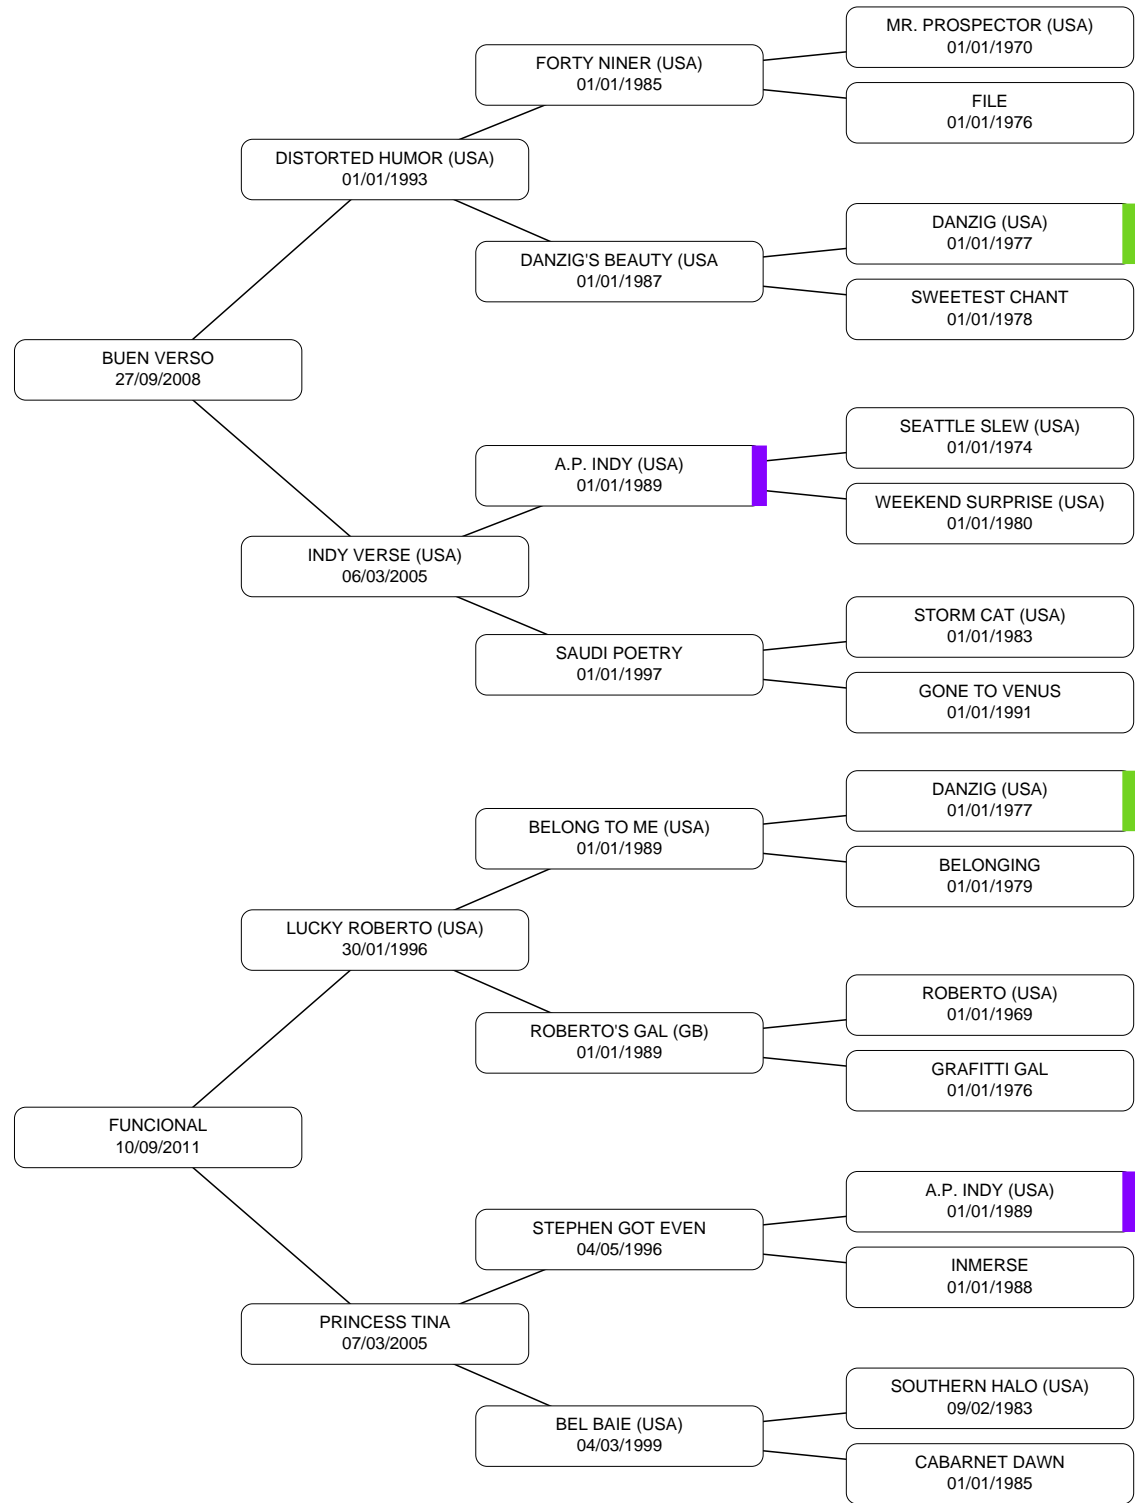 MR. PROSPECTOR (USA)
01/01/1970
FORTY NINER (USA)
01/01/1985
FILE
01/01/1976
DISTORTED HUMOR (USA)
01/01/1993
DANZIG (USA)
01/01/1977
DANZIG'S BEAUTY (USA
01/01/1987
SWEETEST CHANT
01/01/1978
BUEN VERSO
27/09/2008
SEATTLE SLEW (USA)
01/01/1974
A.P. INDY (USA)
01/01/1989
WEEKEND SURPRISE (USA)
01/01/1980
INDY VERSE (USA)
06/03/2005
STORM CAT (USA)
01/01/1983
SAUDI POETRY
01/01/1997
GONE TO VENUS
01/01/1991
DANZIG (USA)
01/01/1977
BELONG TO ME (USA)
01/01/1989
BELONGING
01/01/1979
LUCKY ROBERTO (USA)
30/01/1996
ROBERTO (USA)
01/01/1969
ROBERTO'S GAL (GB)
01/01/1989
GRAFITTI GAL
01/01/1976
FUNCIONAL
10/09/2011
A.P. INDY (USA)
01/01/1989
STEPHEN GOT EVEN
04/05/1996
INMERSE
01/01/1988
PRINCESS TINA
07/03/2005
SOUTHERN HALO (USA)
09/02/1983
BEL BAIE (USA)
04/03/1999
CABARNET DAWN
01/01/1985